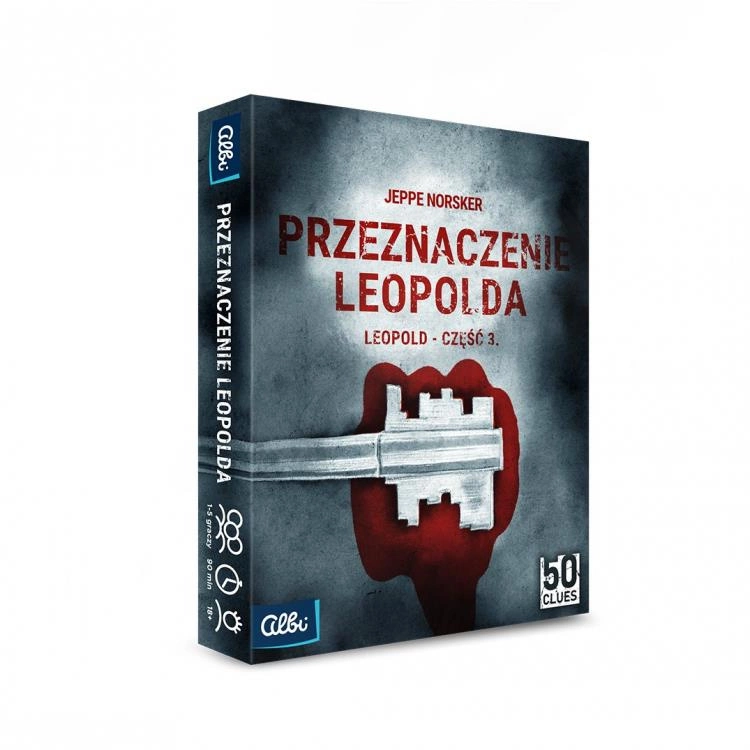 JEPPE NORSKER
PRZEZNACZENIE
LEOPOLDA
LEOPOLD - CZĘŚĆ 3.
50
CLUES
Albi
Albi
PRZEZNACZENIE LEOPOLDA
1-5 graczy
90 min
18+